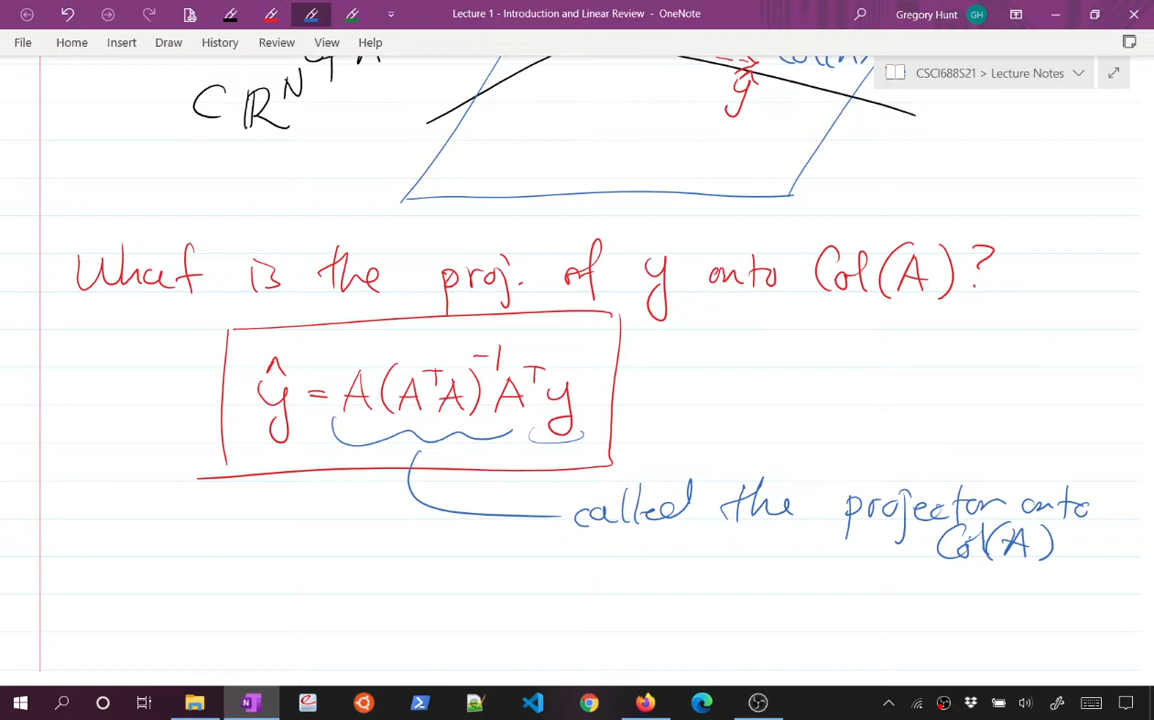 Lecture 1 - Introduction and Linear Review - OneNote
Gregory Hunt
GH
File Home Insert Draw History Review View Help
CSCI688S21 > Lecture Notes
C R^N
y
What is the proj. of y onto Col(A)?
ŷ = A(AᵀA)⁻¹Aᵀy
called the projector onto
Col(A)